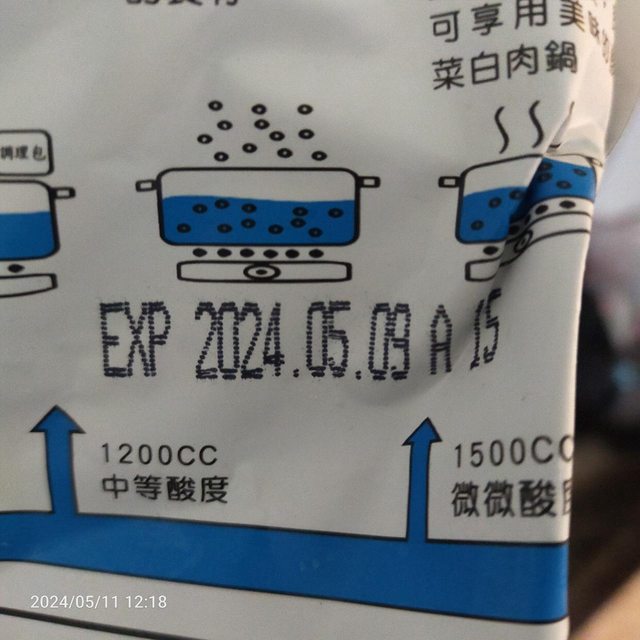 可享用美味
菜白肉鍋
調理包
EXP 2024.05.09 A 15
1200CC
中等酸度
1500CC
微微酸度
2024/05/11 12:18